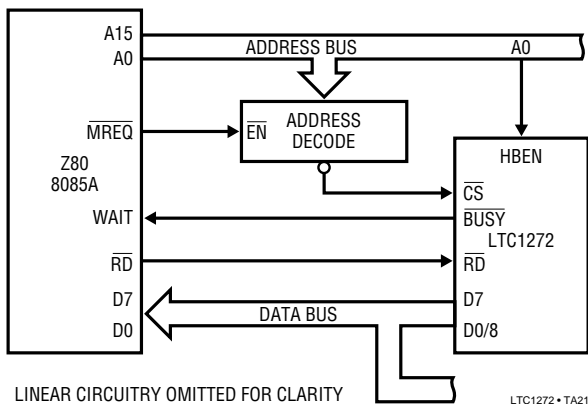 A15
ADDRESS BUS
A0
A0
MREQ
EN
ADDRESS
DECODE
HBEN
Z80
8085A
CS
WAIT
BUSY
LTC1272
RD
RD
D7
D7
DATA BUS
D0
D0/8
LINEAR CIRCUITRY OMITTED FOR CLARITY
LTC1272 • TA21